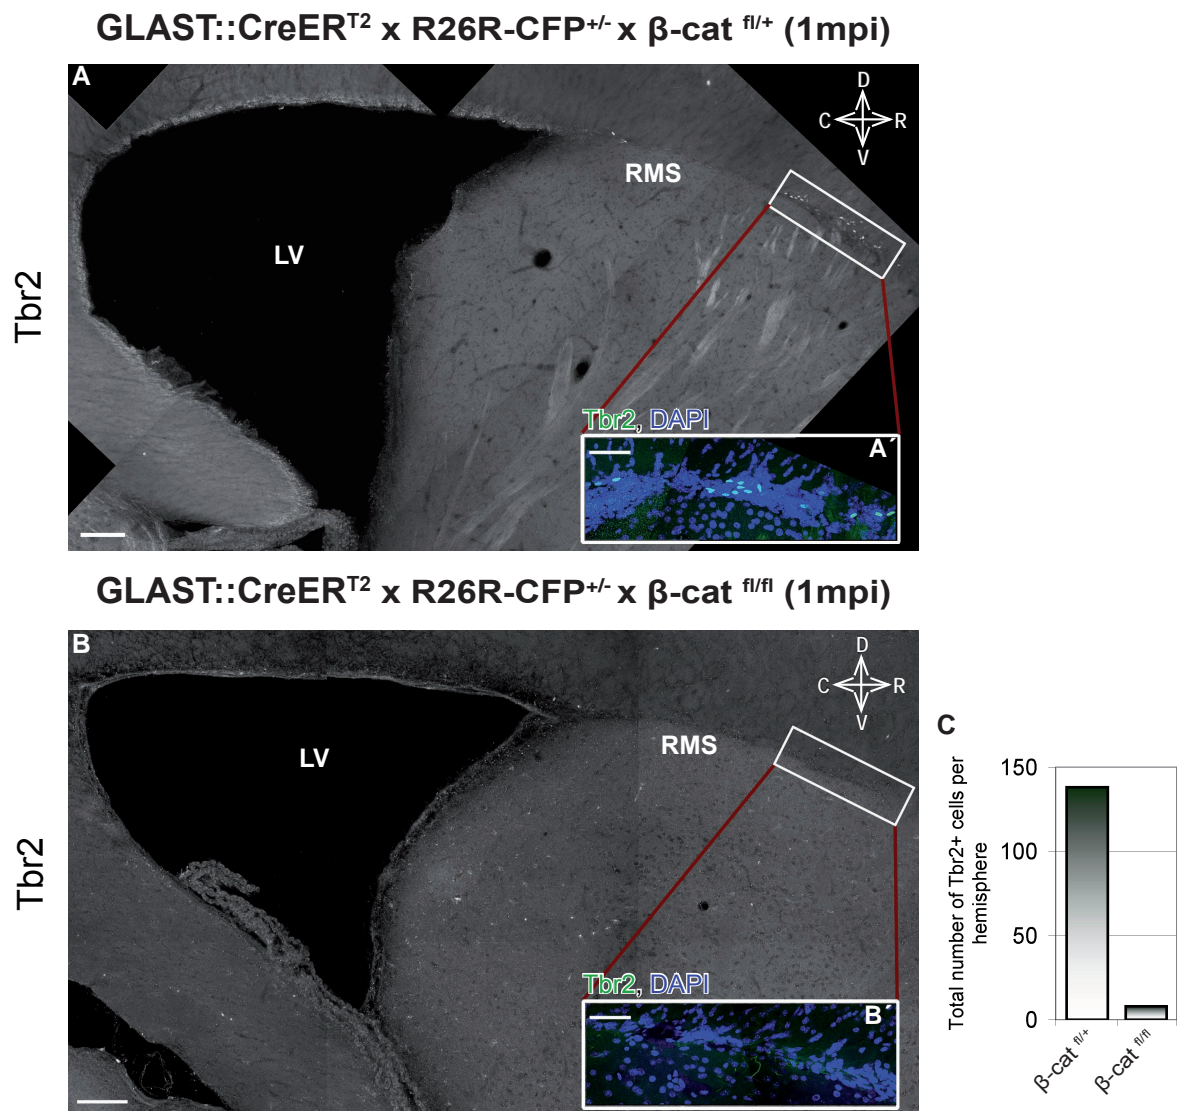 GLAST::CreERT2 x R26R-CFP+/- x β-cat fl/+ (1mpi)
A
D
C R
V
RMS
LV
Tbr2
Tbr2, DAPI
A´
GLAST::CreERT2 x R26R-CFP+/- x β-cat fl/fl (1mpi)
B
D
C R
V
RMS
LV
Tbr2
Tbr2, DAPI
B´
C
Total number of Tbr2+ cells per
hemisphere
150
100
50
0
β-cat fl/+
β-cat fl/fl